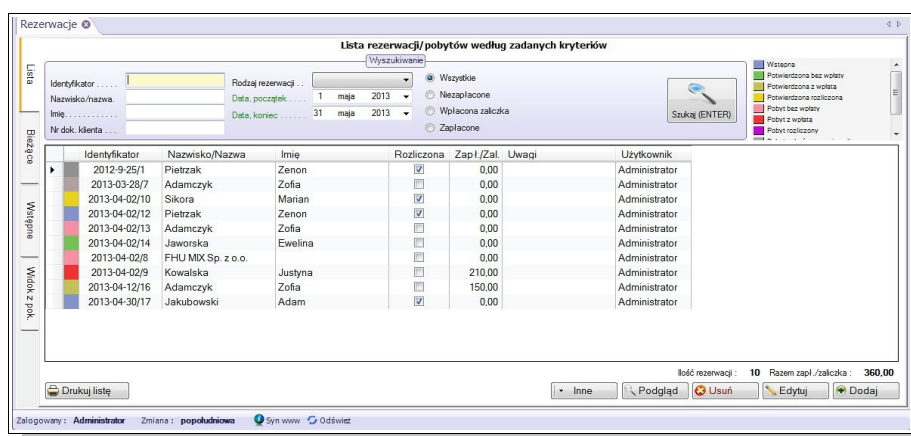 Rezerwacje
Lista rezerwacji/pobytów według zadanych kryteriów
Lista
Bieżące
Wstępne
Widok z pok.
Wyszukiwanie
Identyfikator . . . . .
Nazwisko/nazwa.
Imię. . . . . . . . . . . .
Nr dok. klienta . . .
Rodzaj rezerwacji . .
Data, początek . . . . 1 maja 2013
Data, koniec . . . . . . 31 maja 2013
Wszystkie
Niezapłacone
Wpłacona zaliczka
Zapłacone
Szukaj (ENTER)
Wstępna
Potwierdzona bez wpłaty
Potwierdzona z wpłatą
Potwierdzona rozliczona
Pobyt bez wpłaty
Pobyt z wpłatą
Pobyt rozliczony
Identyfikator Nazwisko/Nazwa Imię Rozliczona Zapł./Zal. Uwagi Użytkownik
2012-9-25/1 Pietrzak Zenon 0,00 Administrator
2013-03-28/7 Adamczyk Zofia 0,00 Administrator
2013-04-02/10 Sikora Marian 0,00 Administrator
2013-04-02/12 Pietrzak Zenon 0,00 Administrator
2013-04-02/13 Adamczyk Zofia 0,00 Administrator
2013-04-02/14 Jaworska Ewelina 0,00 Administrator
2013-04-02/8 FHU MIX Sp. z o.o. 0,00 Administrator
2013-04-02/9 Kowalska Justyna 210,00 Administrator
2013-04-12/16 Adamczyk Zofia 150,00 Administrator
2013-04-30/17 Jakubowski Adam 0,00 Administrator
Ilość rezerwacji : 10 Razem zapł./zaliczka : 360,00
Drukuj listę Inne Podgląd Usuń Edytuj Dodaj
Zalogowany : Administrator Zmiana : popołudniowa Syn www Odśwież